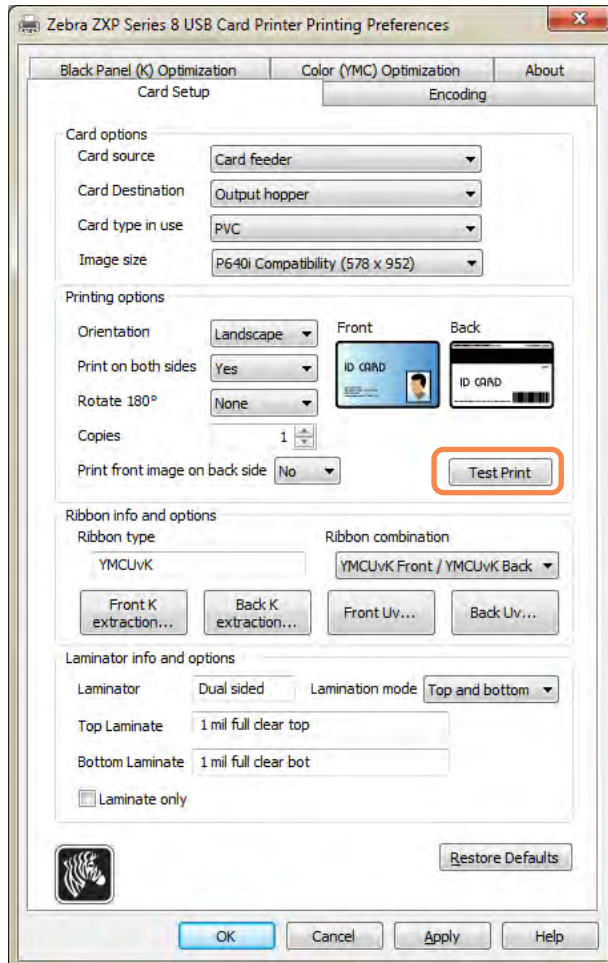 Zebra ZXP Series 8 USB Card Printer Printing Preferences
Black Panel (K) Optimization Color (YMC) Optimization About
Card Setup Encoding
Card options
Card source Card feeder
Card Destination Output hopper
Card type in use PVC
Image size P640i Compatibility (578 x 952)
Printing options
Orientation Landscape Front Back
Print on both sides Yes
ID CARD ID CARD
Rotate 180° None
Copies 1
Print front image on back side No Test Print
Ribbon info and options
Ribbon type Ribbon combination
YMCUvK YMCUvK Front / YMCUvK Back
Front K extraction... Back K extraction... Front Uv... Back Uv...
Laminator info and options
Laminator Dual sided Lamination mode Top and bottom
Top Laminate 1 mil full clear top
Bottom Laminate 1 mil full clear bot
Laminate only
Restore Defaults
OK Cancel Apply Help